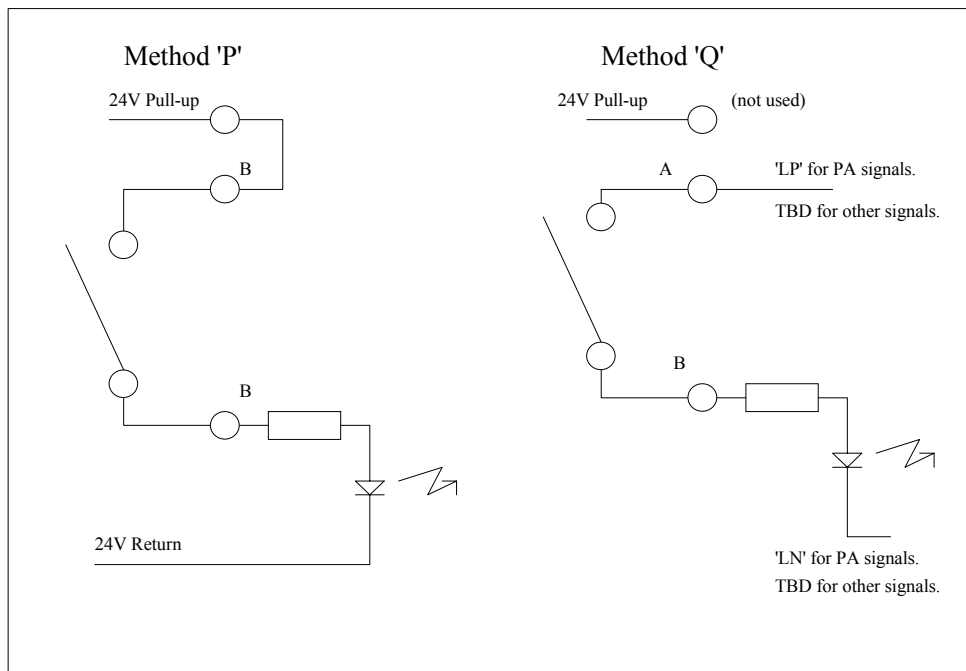 Method 'P'
24V Pull-up
B
B
24V Return
Method 'Q'
24V Pull-up
(not used)
A
'LP' for PA signals.
TBD for other signals.
B
'LN' for PA signals.
TBD for other signals.